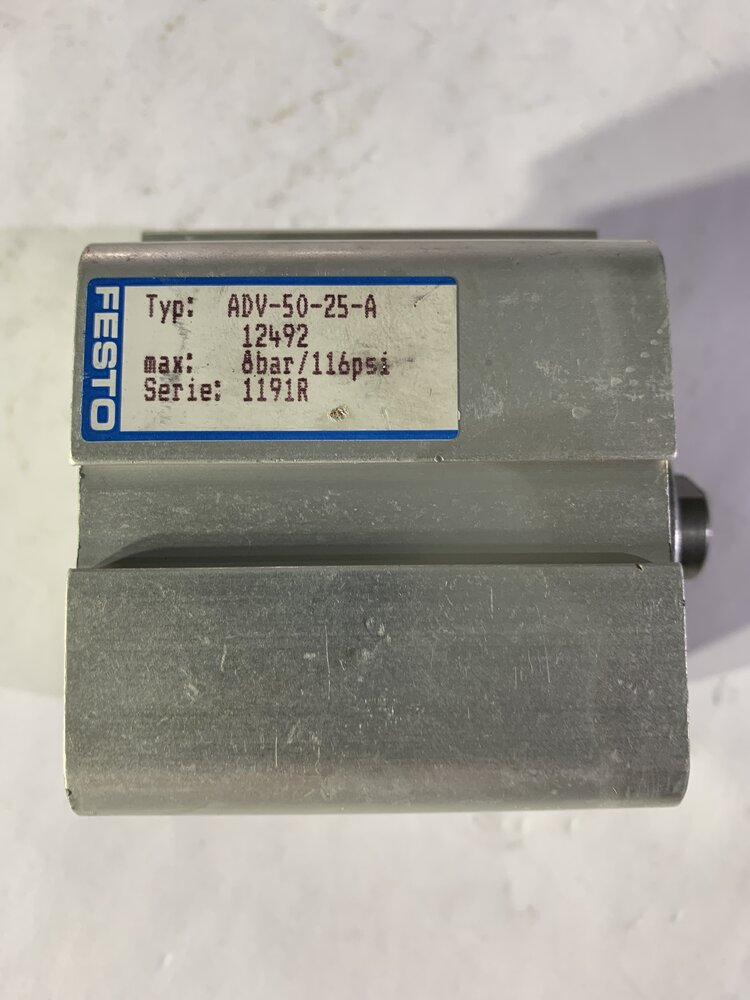 FESTO
Typ: ADV-50-25-A
12492
max: 8bar/116psi
Serie: 1191R